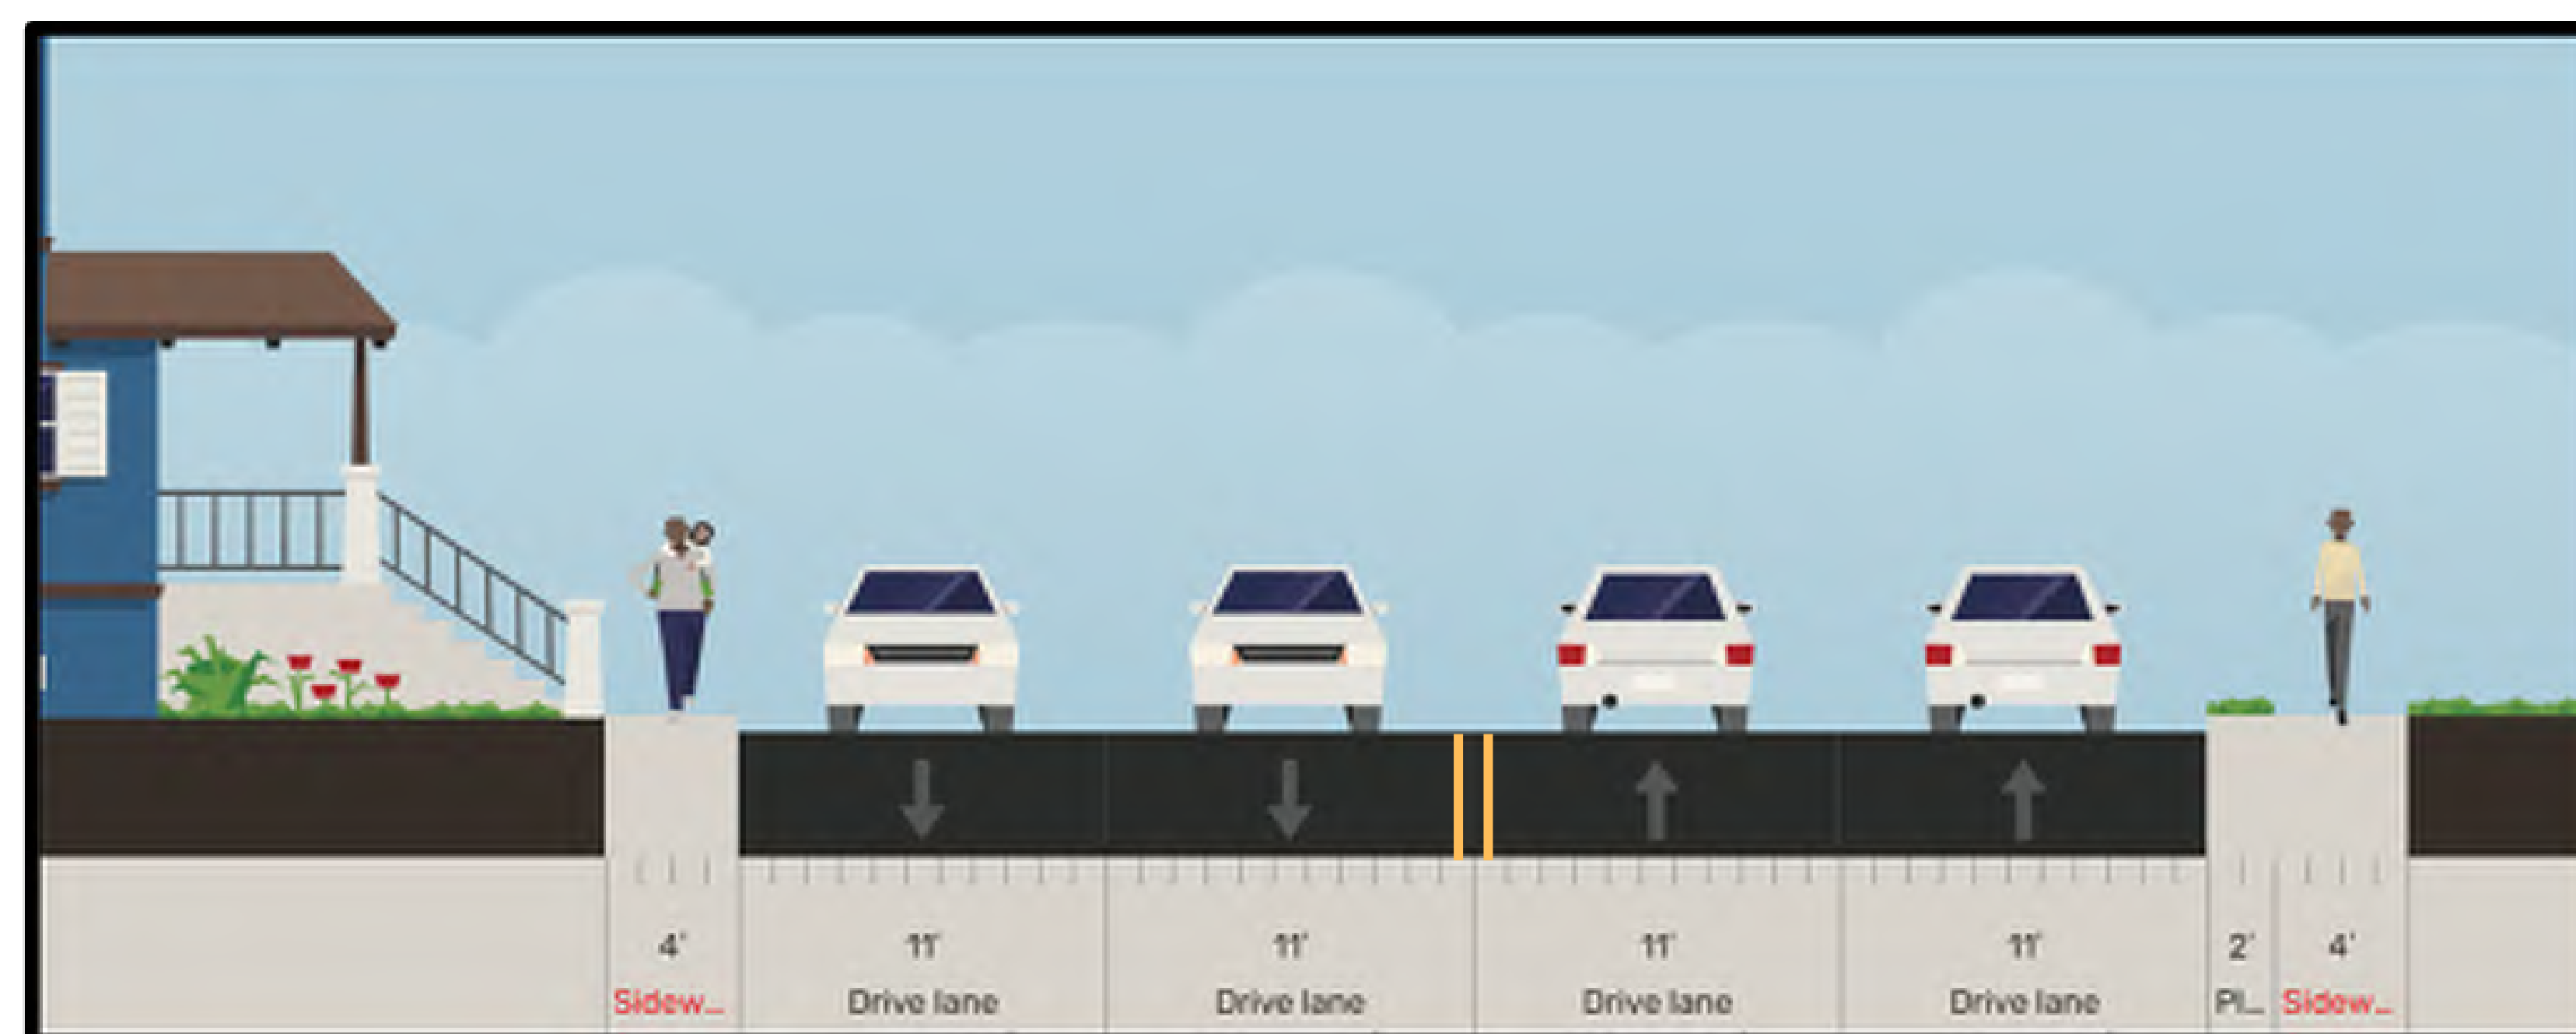 4' 11' 11' 11' 11' 2' 4'
Sidew... Drive lane Drive lane Drive lane Drive lane Pl... Sidew...